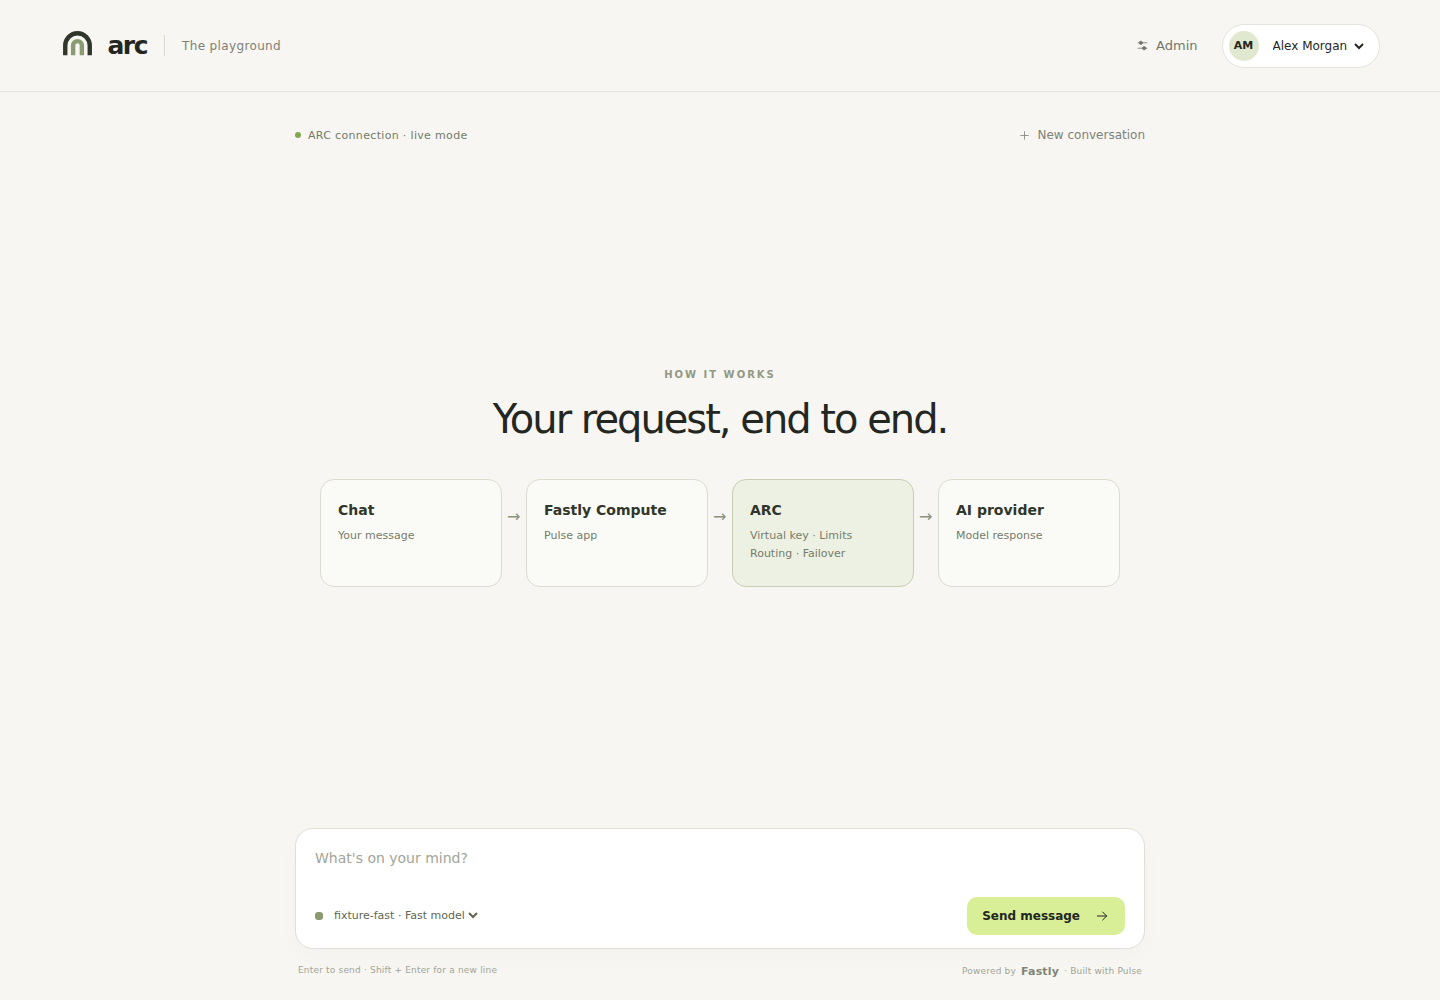 arc
The playground
Admin
AM
Alex Morgan
ARC connection · live mode
New conversation
HOW IT WORKS
Your request, end to end.
Chat
Your message
→
Fastly Compute
Pulse app
→
ARC
Virtual key · Limits
Routing · Failover
→
AI provider
Model response
What's on your mind?
fixture-fast · Fast model
Send message →
Enter to send · Shift + Enter for a new line
Powered by Fastly · Built with Pulse